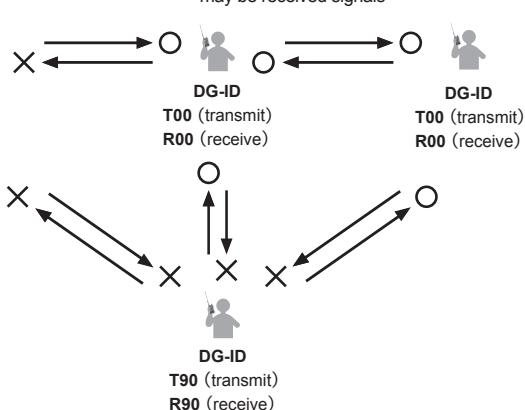 may be received signals
DG-ID
T00 (transmit)
R00 (receive)
DG-ID
T00 (transmit)
R00 (receive)
DG-ID
T90 (transmit)
R90 (receive)